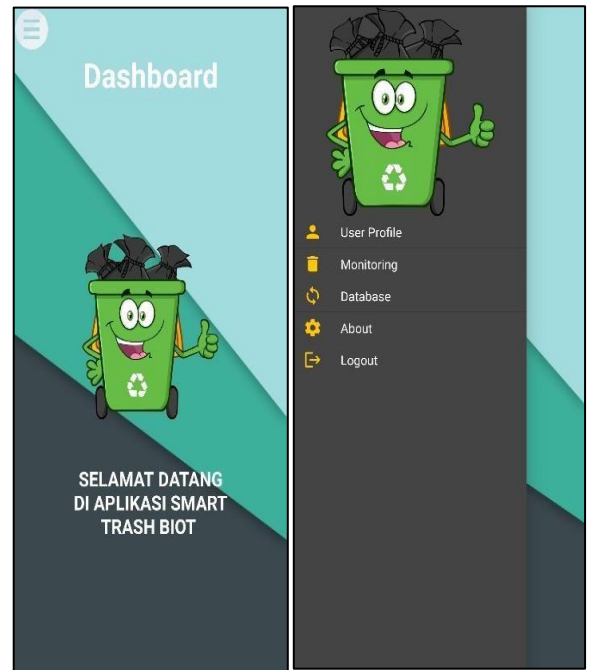 Dashboard
SELAMAT DATANG
DI APLIKASI SMART
TRASH BIOT
User Profile
Monitoring
Database
About
Logout